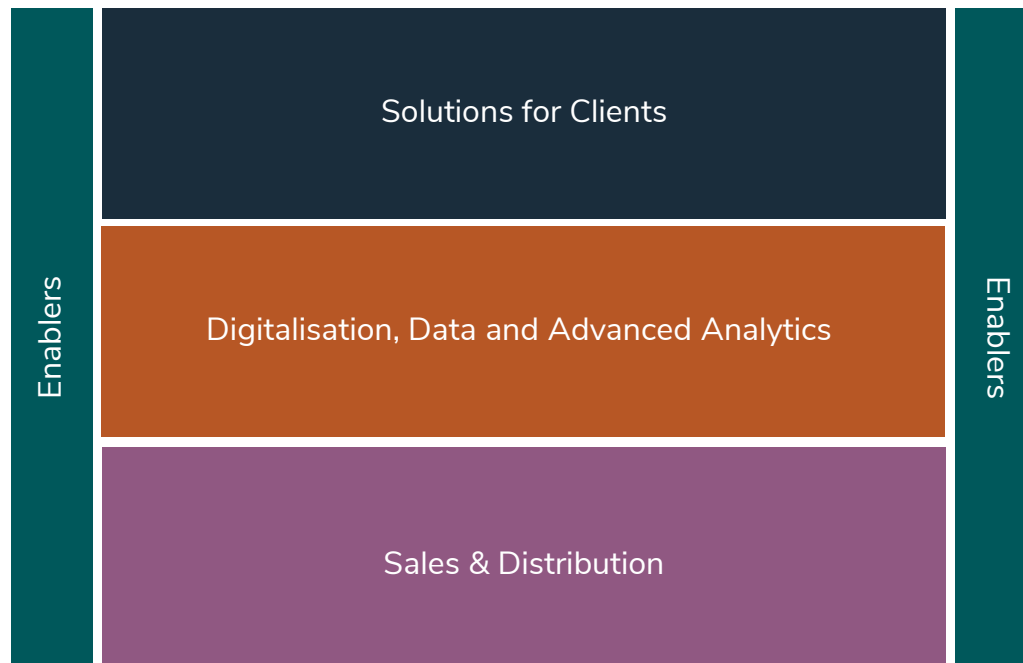 Solutions for Clients
Enablers
Digitalisation, Data and Advanced Analytics
Enablers
Sales & Distribution